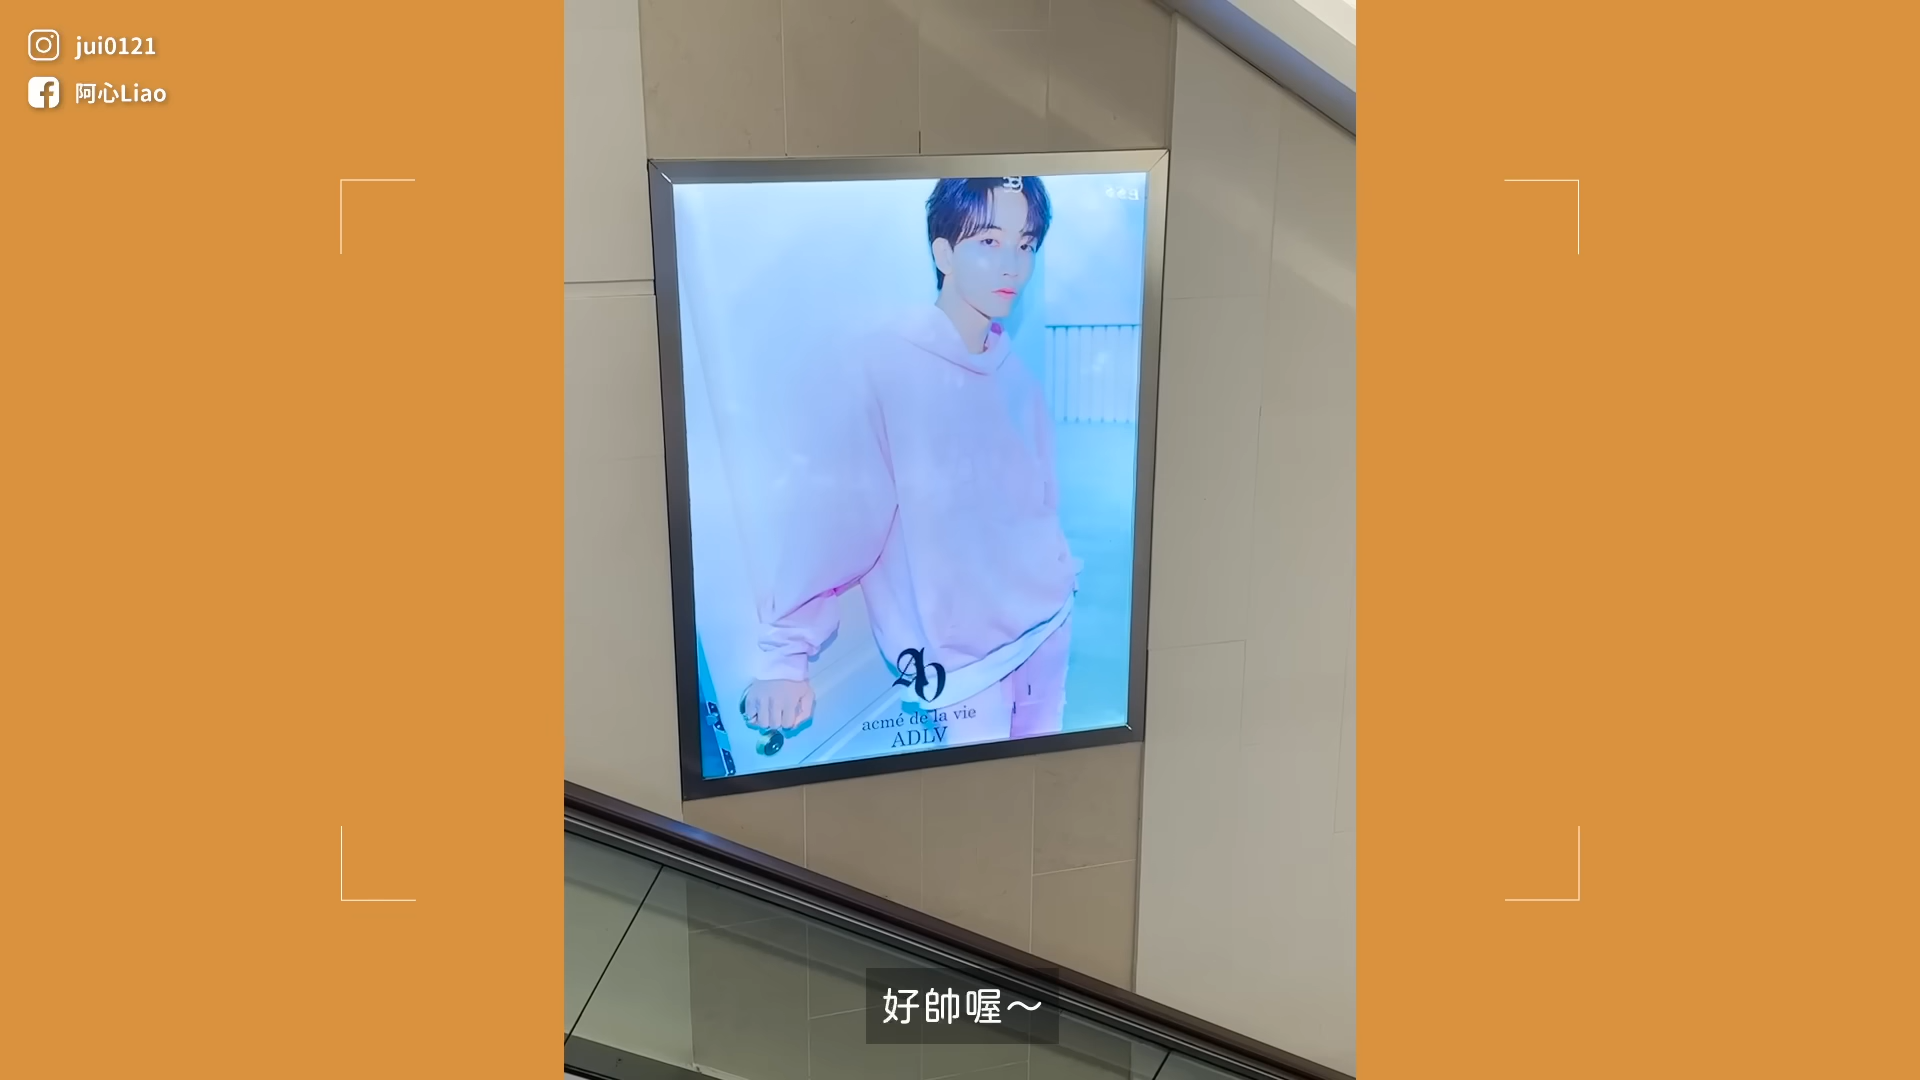 jui0121
阿心Liao
acmé de la vie
ADLV
好帥喔～